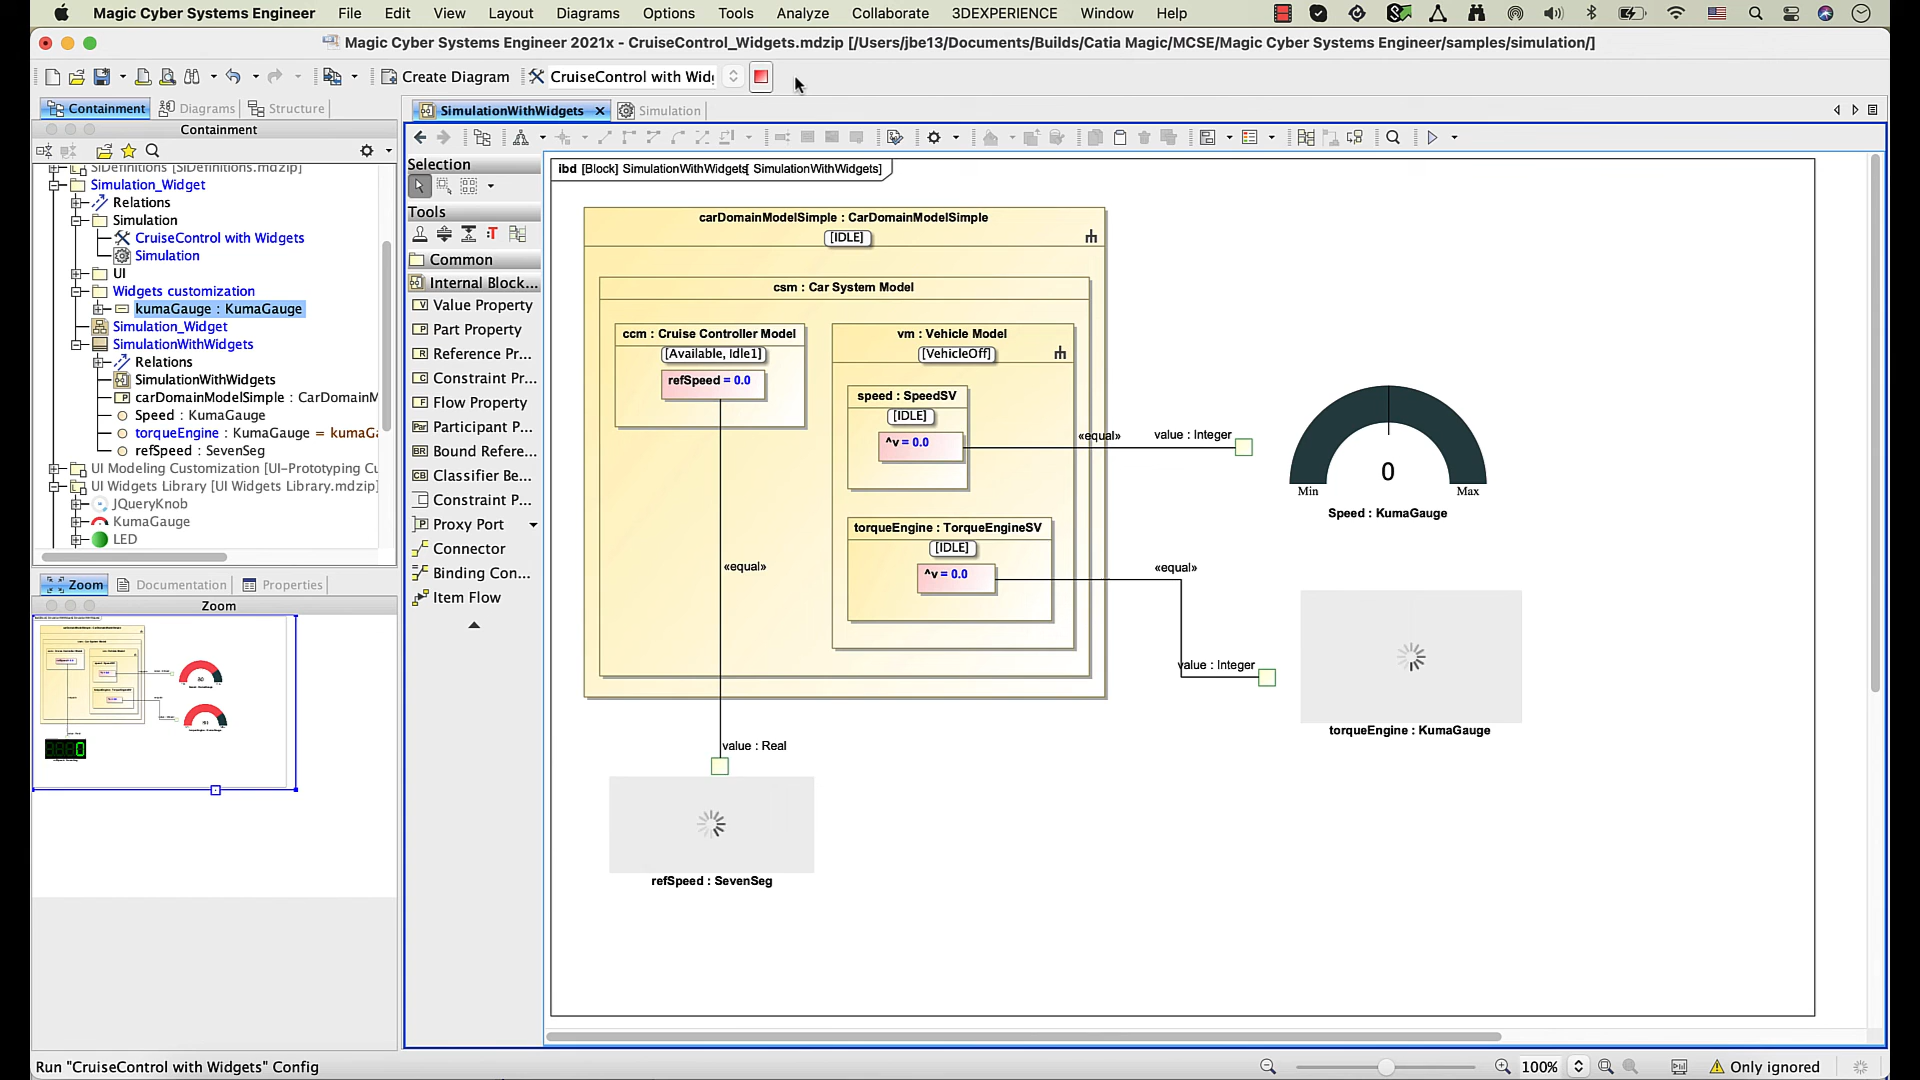 Magic Cyber Systems Engineer File Edit View Layout Diagrams Options Tools Analyze Collaborate 3DEXPERIENCE Window Help
Magic Cyber Systems Engineer 2021x - CruiseControl_Widgets.mdzip [/Users/jbe13/Documents/Builds/Catia Magic/MCSE/Magic Cyber Systems Engineer/samples/simulation/]
Create Diagram CruiseControl with Wid
Containment Diagrams Structure
SimulationWithWidgets Simulation
Containment
SIDefinitions [SIDefinitions.mdzip]
Simulation_Widget
Relations
Simulation
CruiseControl with Widgets
Simulation
UI
Widgets customization
kumaGauge : KumaGauge
Simulation_Widget
SimulationWithWidgets
Relations
SimulationWithWidgets
carDomainModelSimple : CarDomainM
Speed : KumaGauge
torqueEngine : KumaGauge = kumaGa
refSpeed : SevenSeg
UI Modeling Customization [UI-Prototyping Cu
UI Widgets Library [UI Widgets Library.mdzip]
JQueryKnob
KumaGauge
LED
Zoom Documentation Properties
Zoom
Selection
Tools
Common
Internal Block...
Value Property
Part Property
Reference Pr...
Constraint Pr...
Flow Property
Participant P...
Bound Refere...
Classifier Be...
Constraint P...
Proxy Port
Connector
Binding Con...
Item Flow
ibd [Block] SimulationWithWidgets[ SimulationWithWidgets]
carDomainModelSimple : CarDomainModelSimple
[IDLE]
csm : Car System Model
ccm : Cruise Controller Model
[Available, Idle1]
refSpeed = 0.0
vm : Vehicle Model
[VehicleOff]
speed : SpeedSV
[IDLE]
^v = 0.0
«equal» value : Integer
0
Min Max
Speed : KumaGauge
torqueEngine : TorqueEngineSV
[IDLE]
^v = 0.0
«equal»
«equal»
value : Integer
torqueEngine : KumaGauge
value : Real
refSpeed : SevenSeg
Run "CruiseControl with Widgets" Config
100% Only ignored